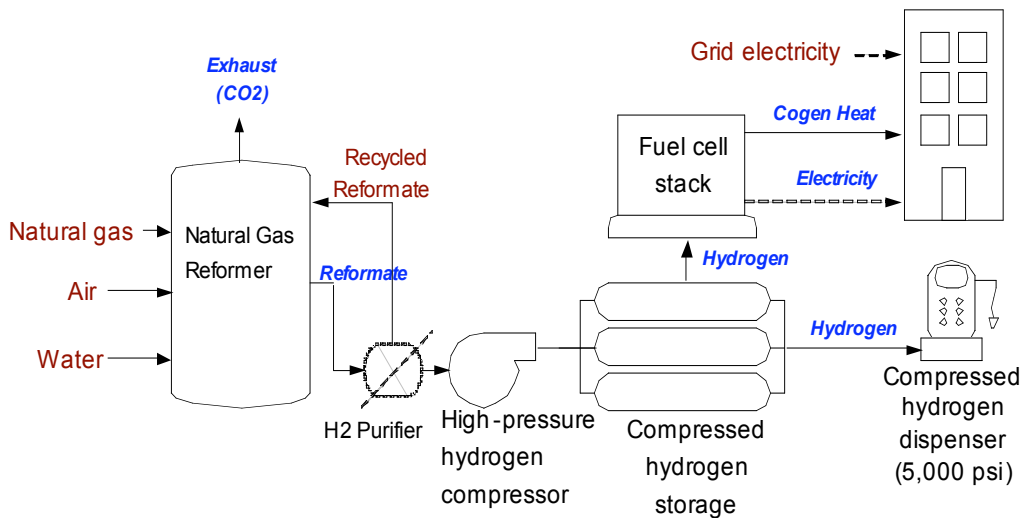 Exhaust
(CO2)
Grid electricity
Cogen Heat
Fuel cell
stack
Electricity
Recycled
Reformate
Natural gas
Natural Gas
Reformer
Reformate
Hydrogen
Air
Hydrogen
Water
H2 Purifier
High-pressure
hydrogen
compressor
Compressed
hydrogen
storage
Compressed
hydrogen
dispenser
(5,000 psi)